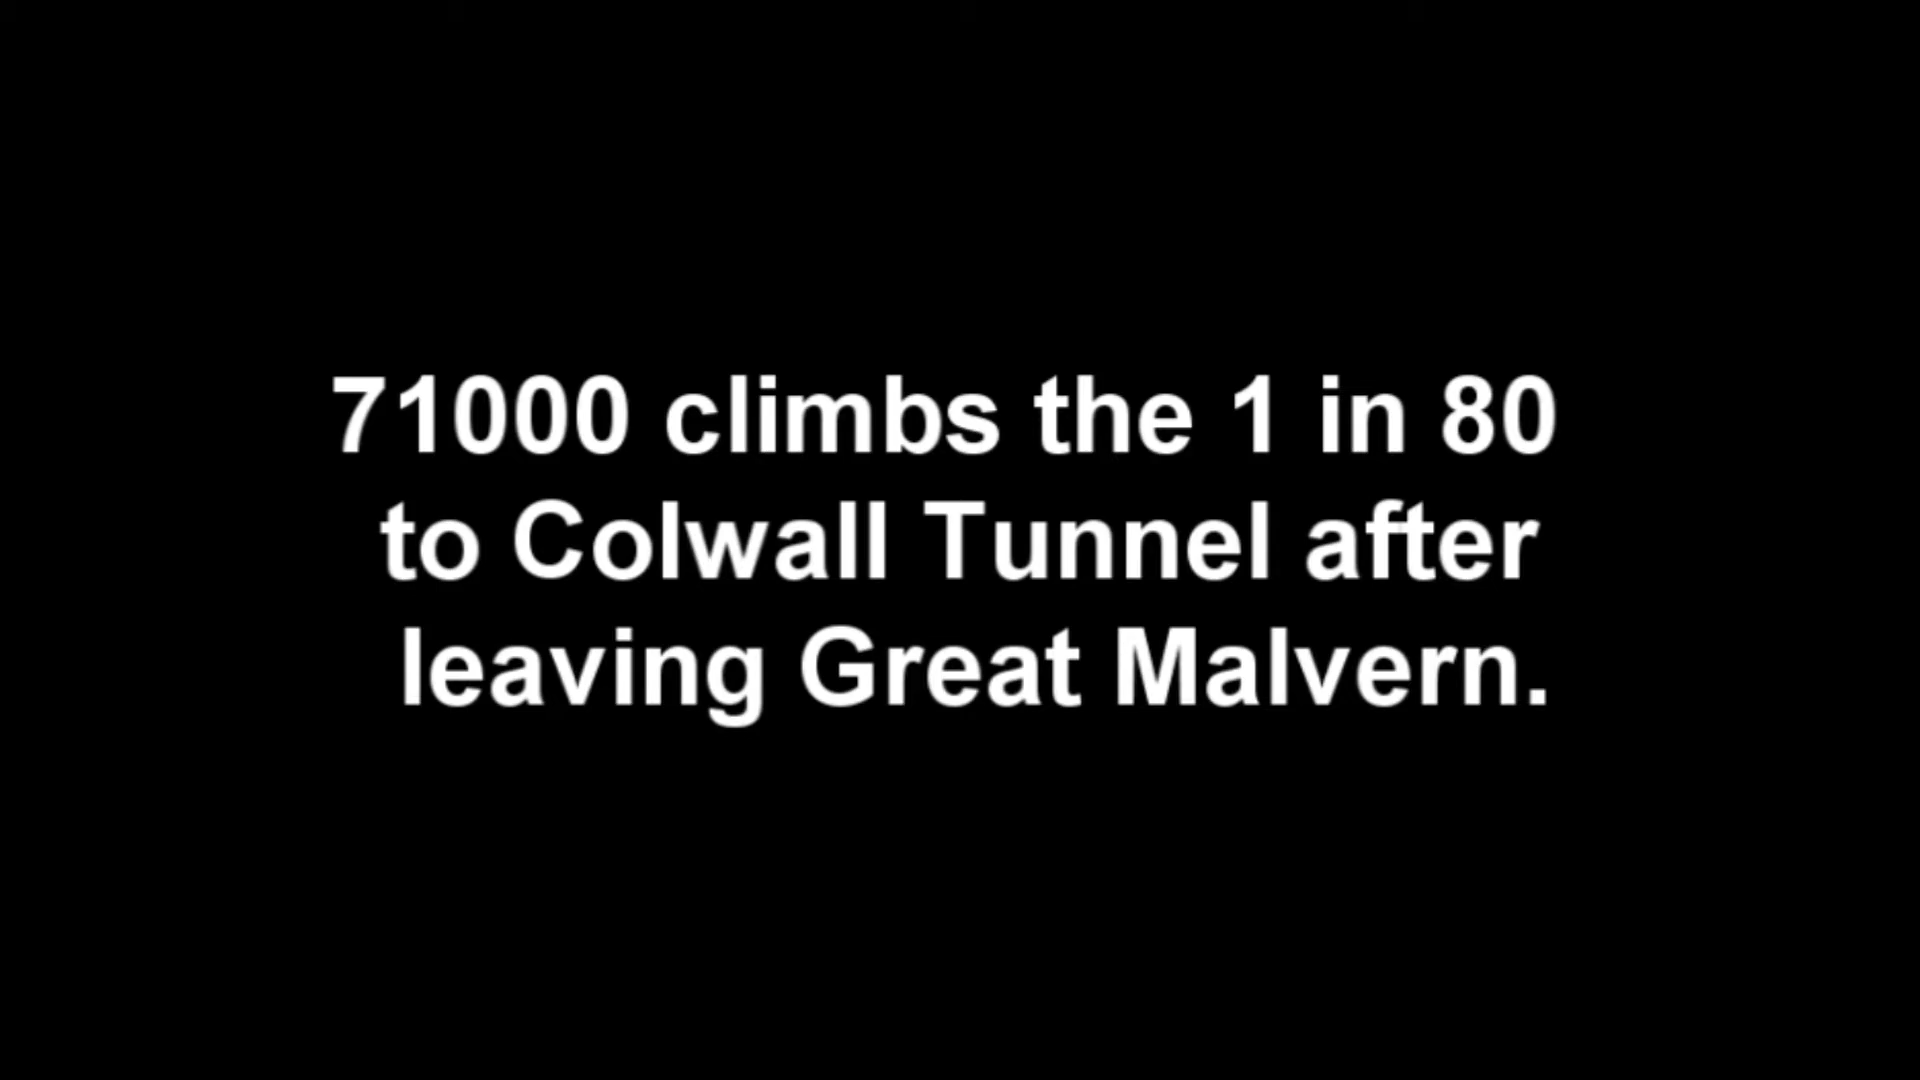 71000 climbs the 1 in 80
to Colwall Tunnel after
leaving Great Malvern.